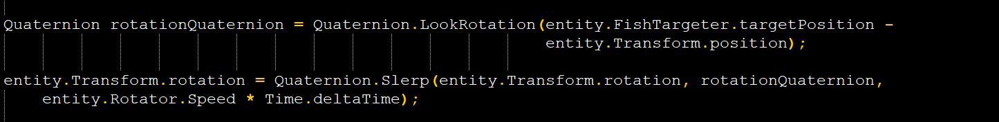 Quaternion rotationQuaternion = Quaternion.LookRotation(entity.FishTargeter.targetPosition -
entity.Transform.position);
entity.Transform.rotation = Quaternion.Slerp(entity.Transform.rotation, rotationQuaternion,
entity.Rotator.Speed * Time.deltaTime);